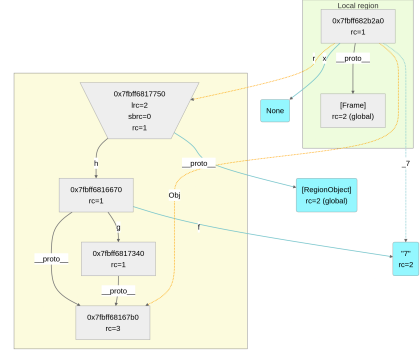 Local region
0x7fbff682b2a0
rc=1
r
x
__proto__
[Frame]
rc=2 (global)
None
0x7fbff6817750
lrc=2
sbrc=0
rc=1
h
__proto__
_7
0x7fbff6816670
rc=1
Obj
[RegionObject]
rc=2 (global)
g
f
__proto__
0x7fbff6817340
rc=1
"7"
rc=2
__proto__
0x7fbff68167b0
rc=3